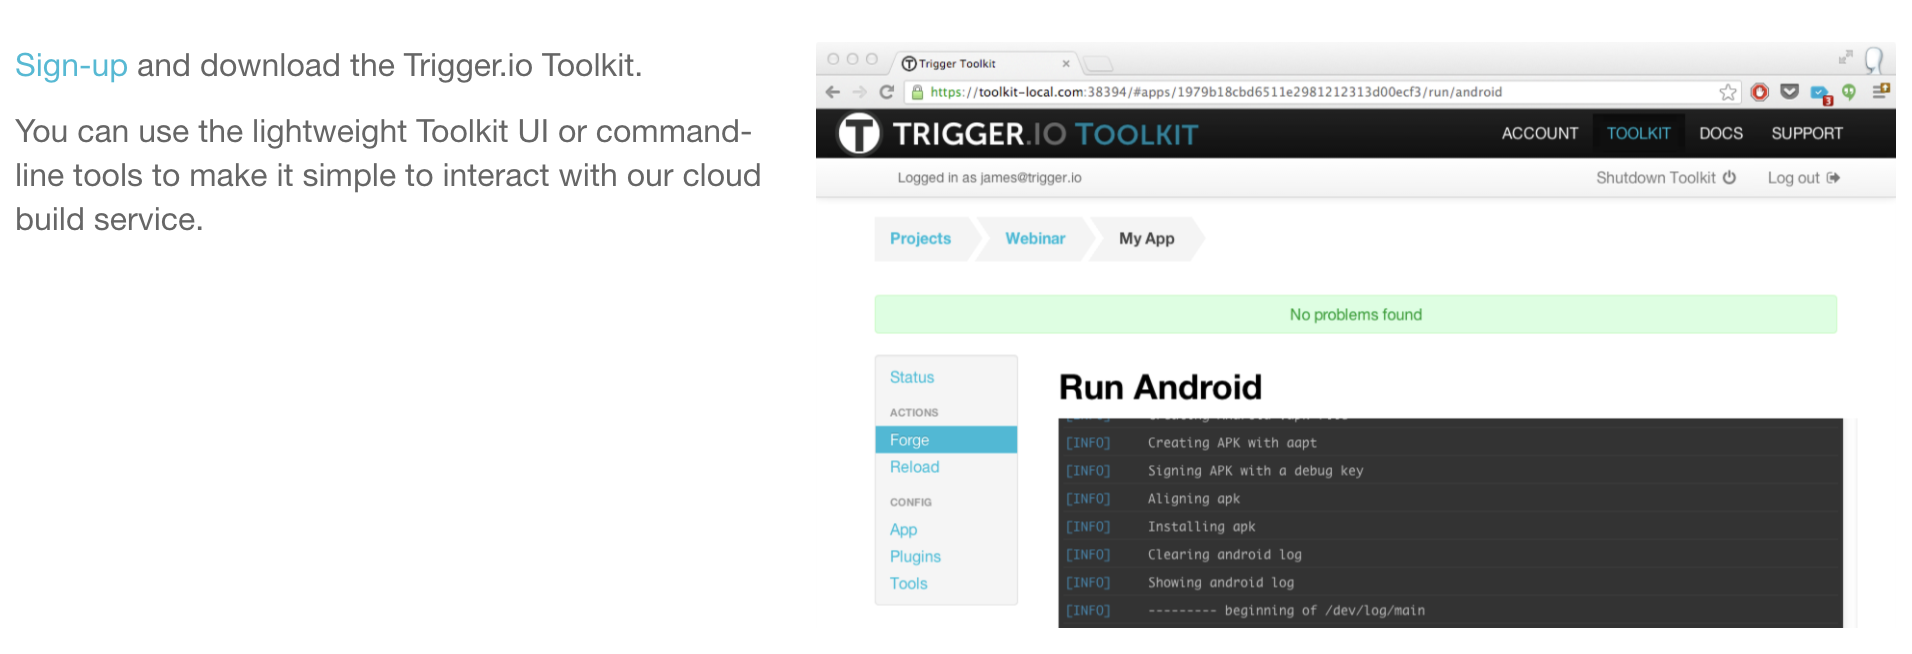 Sign-up and download the Trigger.io Toolkit.
You can use the lightweight Toolkit UI or command-
line tools to make it simple to interact with our cloud
build service.
Trigger Toolkit
https://toolkit-local.com:38394/#apps/1979b18cbd6511e2981212313d00ecf3/run/android
3
TRIGGER.IO TOOLKIT
ACCOUNT TOOLKIT DOCS SUPPORT
Logged in as james@trigger.io
Shutdown Toolkit Log out
Projects Webinar My App
No problems found
Status
ACTIONS
Forge
Reload
CONFIG
App
Plugins
Tools
Run Android
[INFO] Creating APK with aapt
[INFO] Signing APK with a debug key
[INFO] Aligning apk
[INFO] Installing apk
[INFO] Clearing android log
[INFO] Showing android log
[INFO] --------- beginning of /dev/log/main